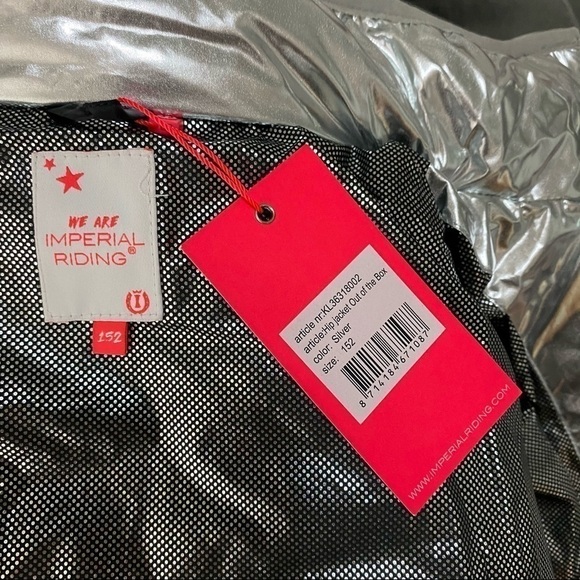 WE ARE
IMPERIAL
RIDING®
152
article nr:KL36318002
article:Hip jacket Out of the Box
color: Silver
size: 152
8 714184 671087
WWW.IMPERIALRIDING.COM